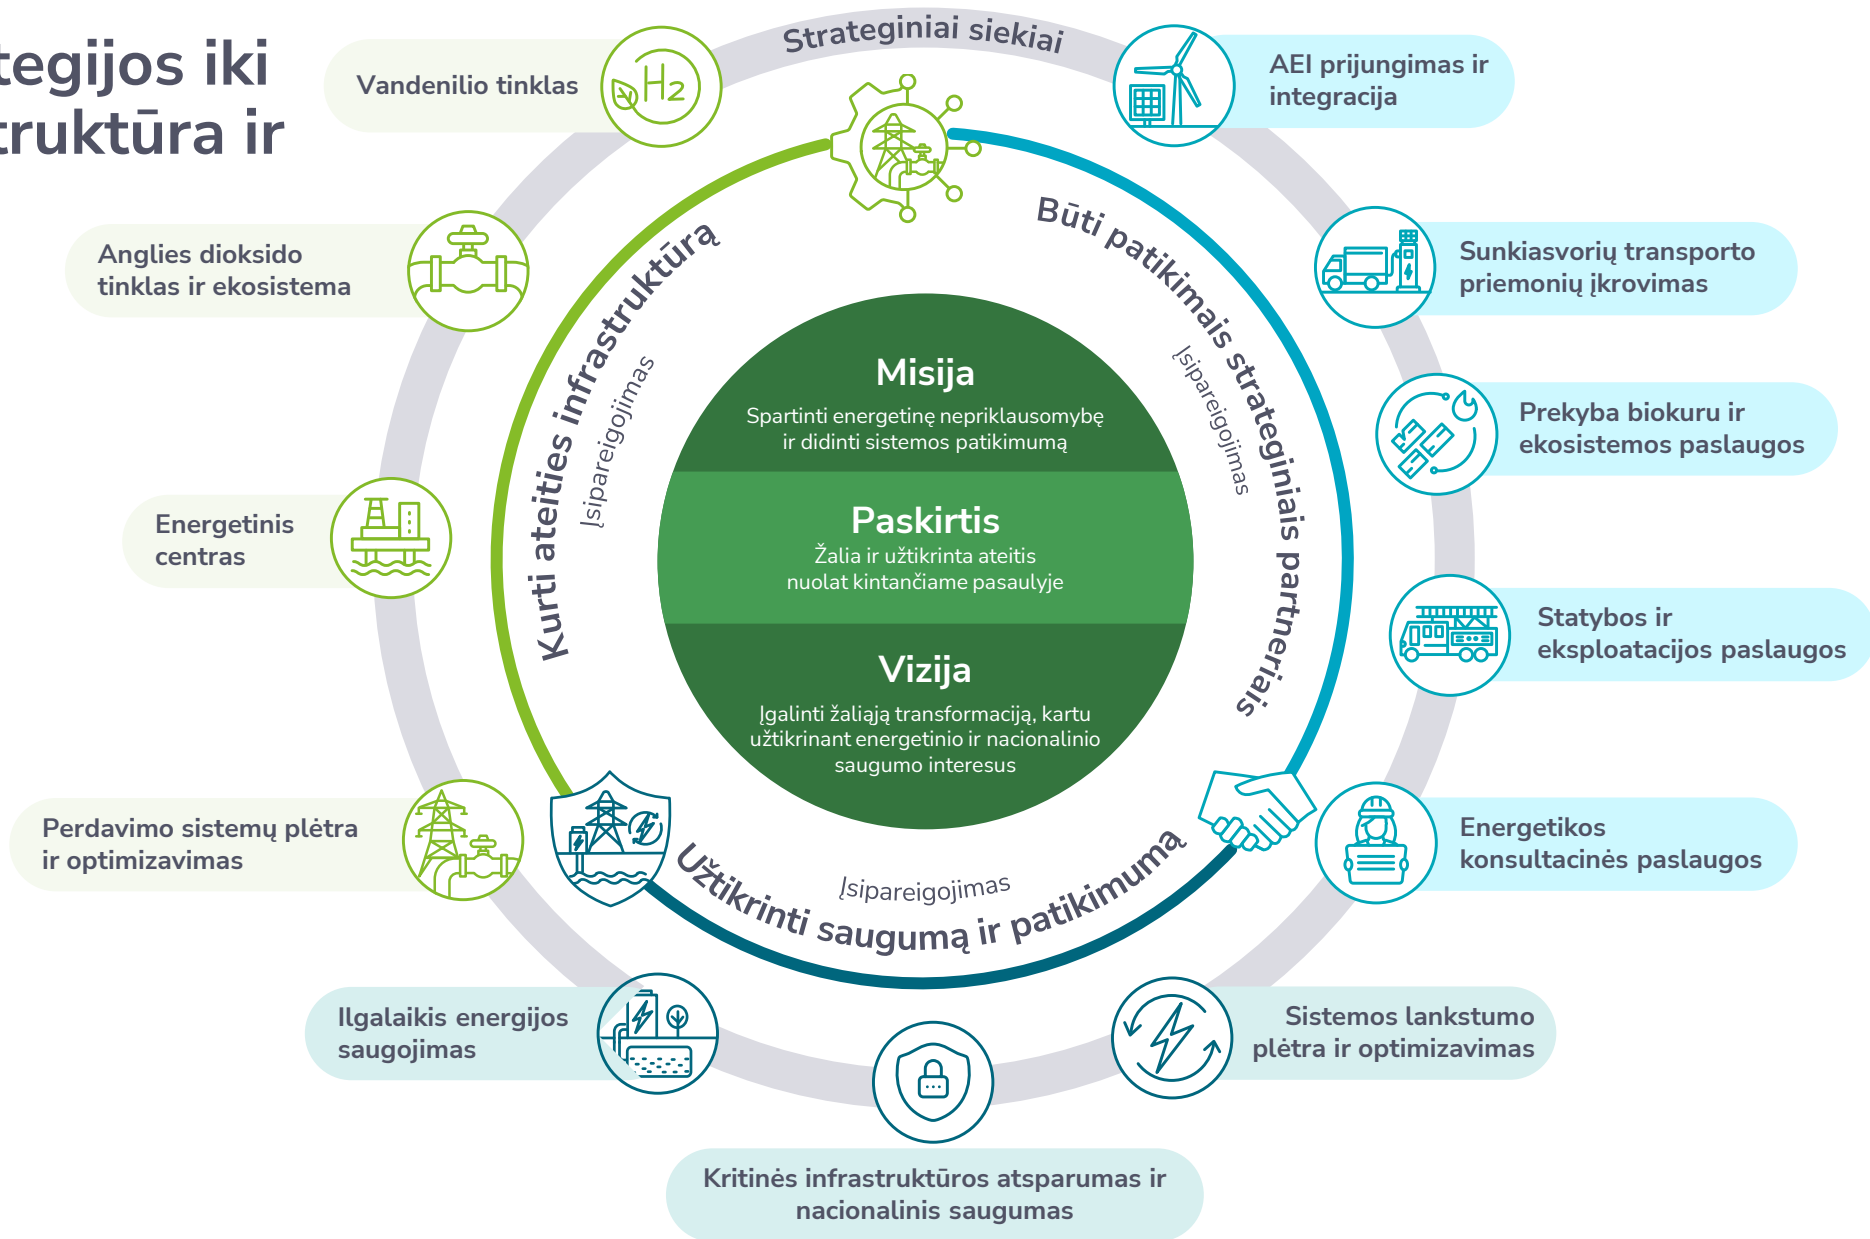 tegijos iki
truktūra ir
Strateginiai siekiai
Vandenilio tinklas
H2
AEI prijungimas ir
integracija
Anglies dioksido
tinklas ir ekosistema
Sunkiasvorių transporto
priemonių įkrovimas
Kurti ateities infrastruktūrą
Įsipareigojimas
Būti patikimais strateginiais partneriais
Įsipareigojimas
Misija
Spartinti energetinę nepriklausomybę
ir didinti sistemos patikimumą
Prekyba biokuru ir
ekosistemos paslaugos
Energetinis
centras
Paskirtis
Žalia ir užtikrinta ateitis
nuolat kintančiame pasaulyje
Statybos ir
eksploatacijos paslaugos
Vizija
Įgalinti žaliąją transformaciją, kartu
užtikrinant energetinio ir nacionalinio
saugumo interesus
Perdavimo sistemų plėtra
ir optimizavimas
Energetikos
konsultacinės paslaugos
Įsipareigojimas
Užtikrinti saugumą ir patikimumą
Ilgalaikis energijos
saugojimas
Sistemos lankstumo
plėtra ir optimizavimas
Kritinės infrastruktūros atsparumas ir
nacionalinis saugumas